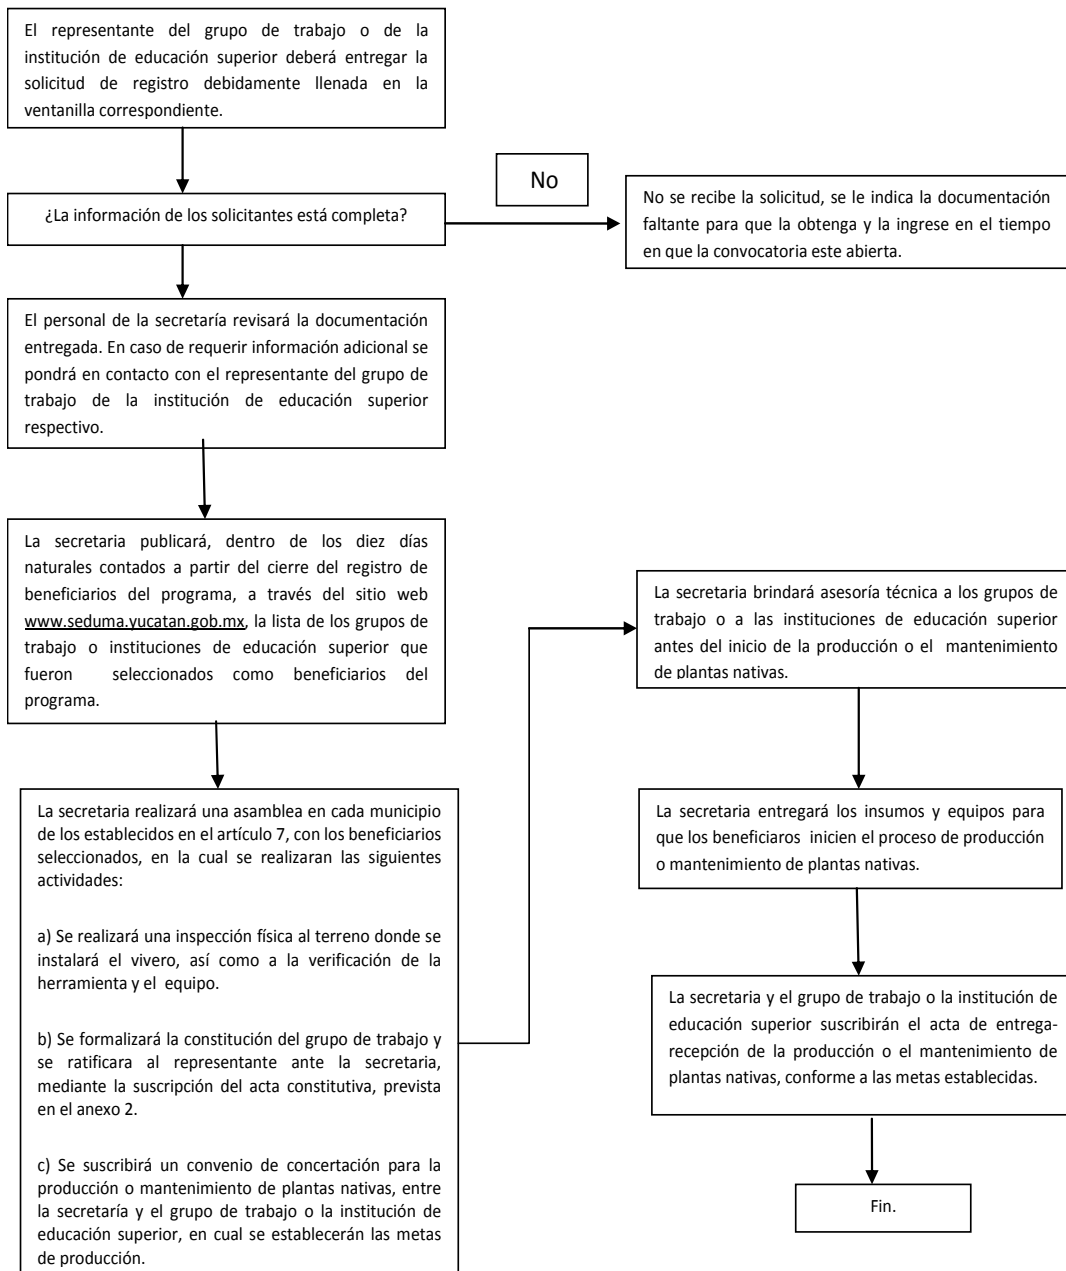 El representante del grupo de trabajo o de la
institución de educación superior deberá entregar la
solicitud de registro debidamente llenada en la
ventanilla correspondiente.
¿La información de los solicitantes está completa?
No
No se recibe la solicitud, se le indica la documentación
faltante para que la obtenga y la ingrese en el tiempo
en que la convocatoria este abierta.
El personal de la secretaría revisará la documentación
entregada. En caso de requerir información adicional se
pondrá en contacto con el representante del grupo de
trabajo de la institución de educación superior
respectivo.
La secretaria publicará, dentro de los diez días
naturales contados a partir del cierre del registro de
beneficiarios del programa, a través del sitio web
www.seduma.yucatan.gob.mx, la lista de los grupos de
trabajo o instituciones de educación superior que
fueron seleccionados como beneficiarios del
programa.
La secretaria realizará una asamblea en cada municipio
de los establecidos en el artículo 7, con los beneficiarios
seleccionados, en la cual se realizaran las siguientes
actividades:
a) Se realizará una inspección física al terreno donde se
instalará el vivero, así como a la verificación de la
herramienta y el equipo.
b) Se formalizará la constitución del grupo de trabajo y
se ratificara al representante ante la secretaria,
mediante la suscripción del acta constitutiva, prevista
en el anexo 2.
c) Se suscribirá un convenio de concertación para la
producción o mantenimiento de plantas nativas, entre
la secretaría y el grupo de trabajo o la institución de
educación superior, en cual se establecerán las metas
de producción.
La secretaria brindará asesoría técnica a los grupos de
trabajo o a las instituciones de educación superior
antes del inicio de la producción o el mantenimiento
de plantas nativas.
La secretaria entregará los insumos y equipos para
que los beneficiaros inicien el proceso de producción
o mantenimiento de plantas nativas.
La secretaria y el grupo de trabajo o la institución de
educación superior suscribirán el acta de entrega-
recepción de la producción o el mantenimiento de
plantas nativas, conforme a las metas establecidas.
Fin.